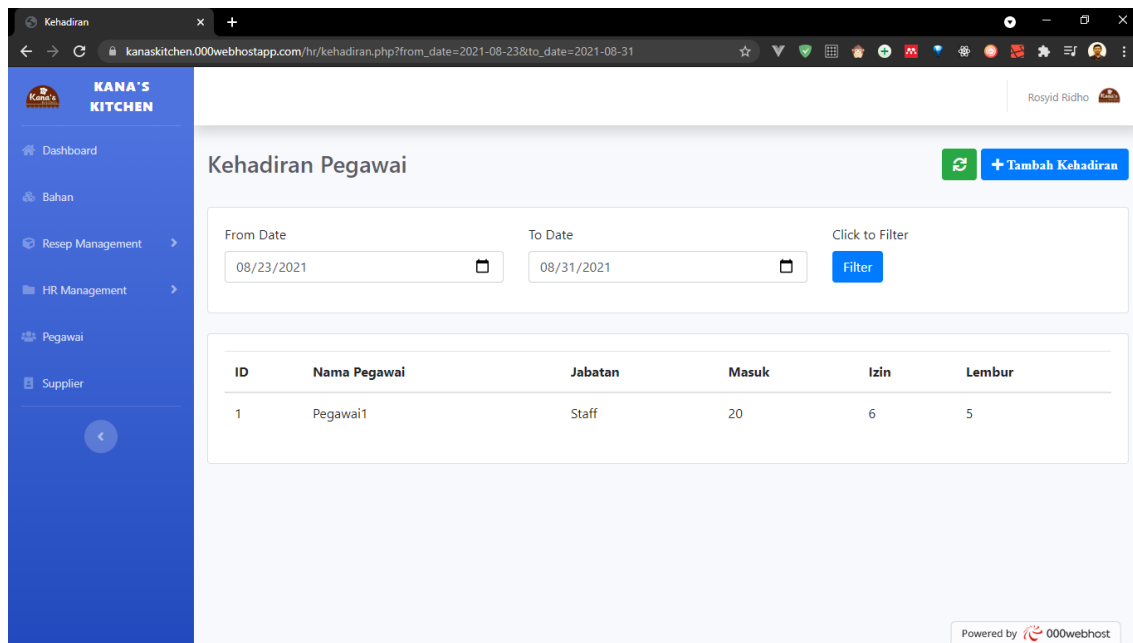 Kehadiran
kanaskitchen.000webhostapp.com/hr/kehadiran.php?from_date=2021-08-23&to_date=2021-08-31
Kana's
KANA'S
KITCHEN
Rosyid Ridho
Dashboard
Bahan
Resep Management
HR Management
Pegawai
Supplier
Kehadiran Pegawai
Tambah Kehadiran
From Date To Date Click to Filter
08/23/2021 08/31/2021 Filter
ID Nama Pegawai Jabatan Masuk Izin Lembur
1 Pegawai1 Staff 20 6 5
Powered by 000webhost